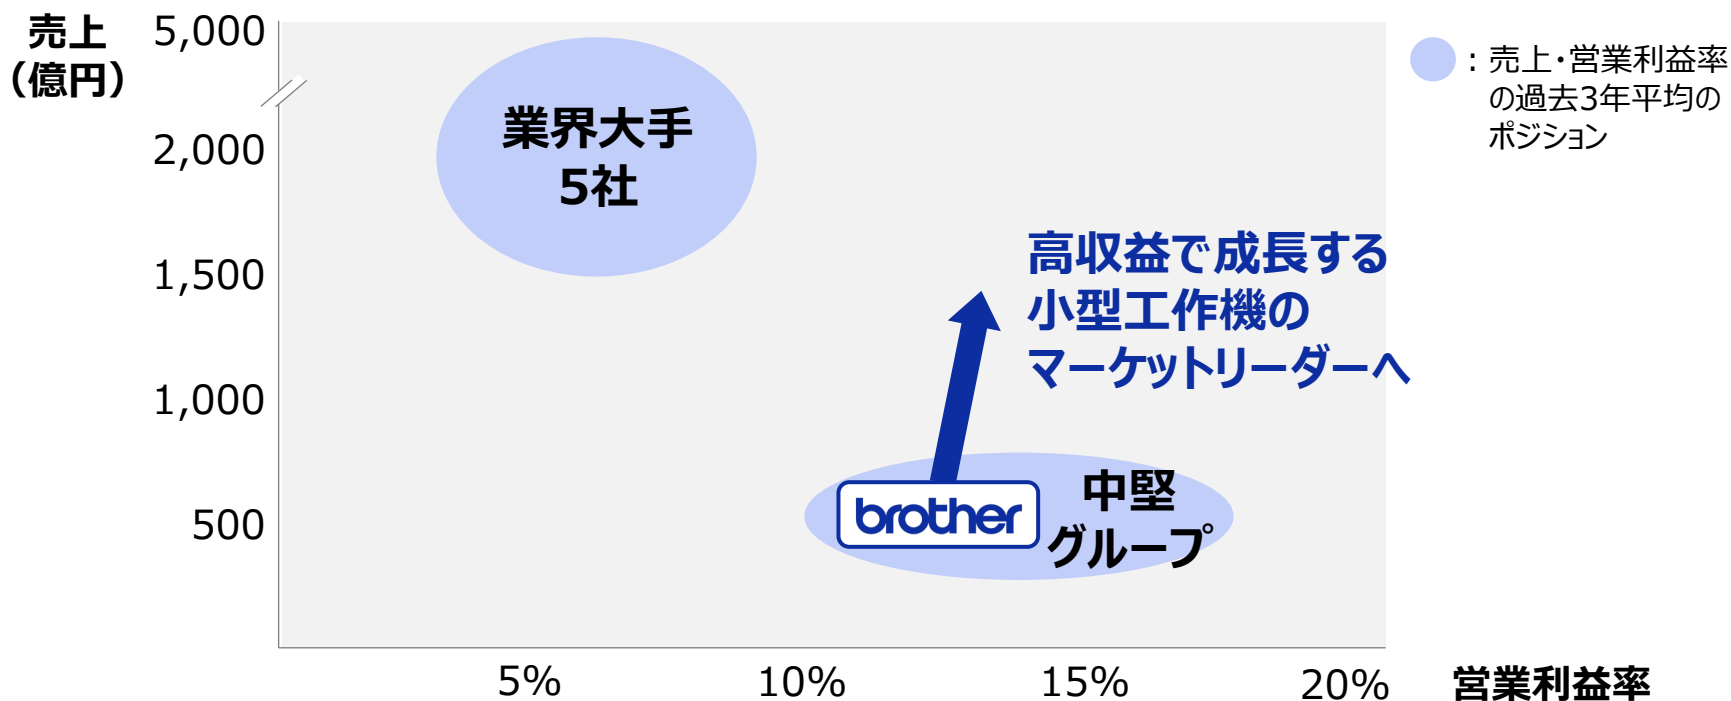 売上
（億円）
5,000
2,000
1,500
1,000
500
業界大手
5社
高収益で成長する
小型工作機の
マーケットリーダーへ
brother
中堅
グループ
5%
10%
15%
20%
営業利益率
：売上・営業利益率
の過去3年平均の
ポジション